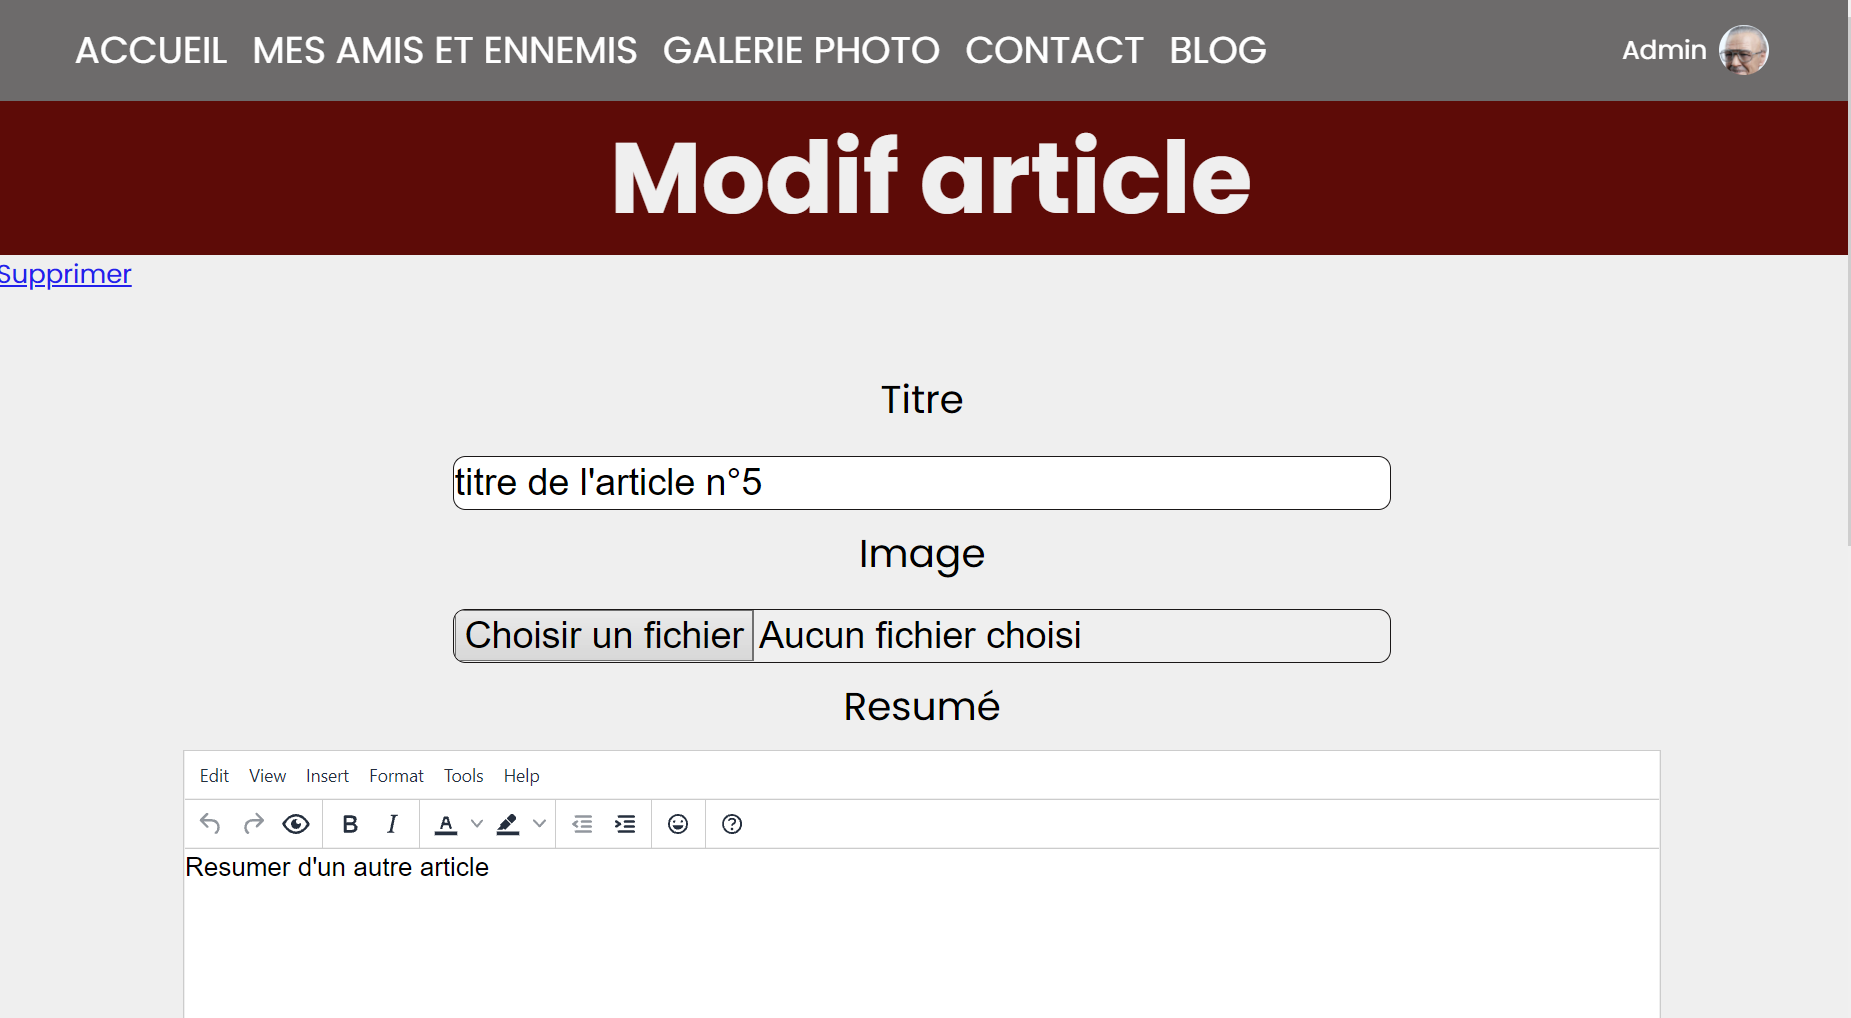 ACCUEIL MES AMIS ET ENNEMIS GALERIE PHOTO CONTACT BLOG Admin
Modif article
Supprimer
Titre
titre de l'article n°5
Image
Choisir un fichier Aucun fichier choisi
Resumé
Edit View Insert Format Tools Help
B I A
Resumer d'un autre article